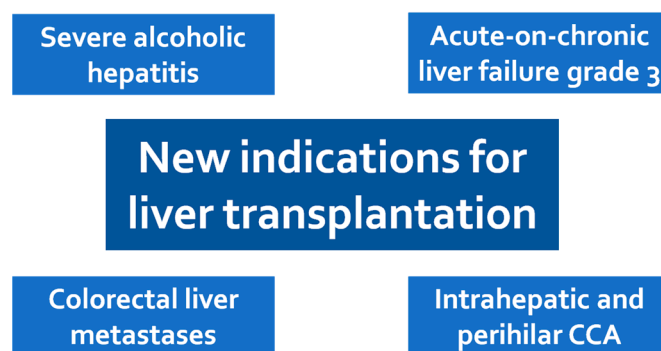 Severe alcoholic
hepatitis
Acute-on-chronic
liver failure grade 3
New indications for
liver transplantation
Colorectal liver
metastases
Intrahepatic and
perihilar CCA